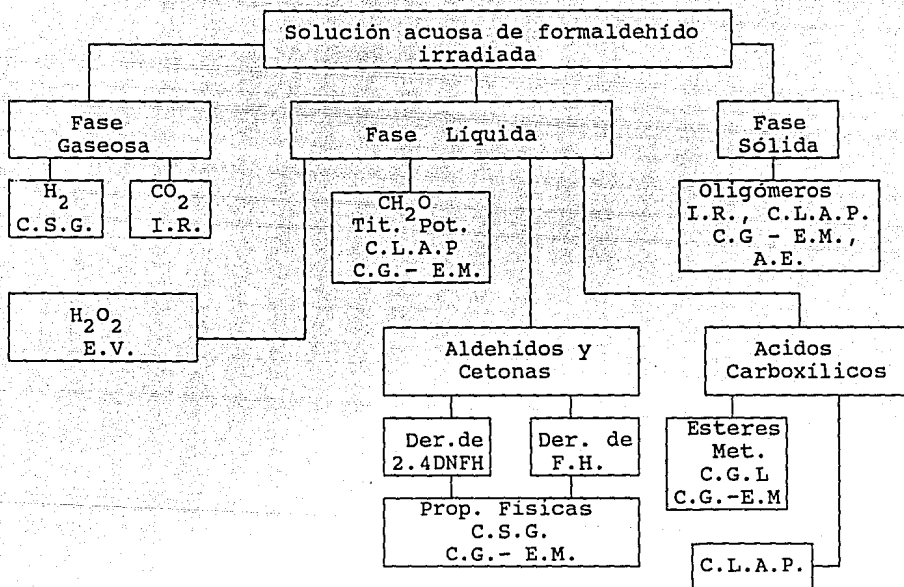 Solución acuosa de formaldehído
irradiada
Fase
Gaseosa
Fase Líquida
Fase
Sólida
H2
C.S.G.
CO2
I.R.
CH2O
Tit. Pot.
C.L.A.P
C.G.- E.M.
Oligómeros
I.R., C.L.A.P.
C.G - E.M.,
A.E.
H2O2
E.V.
Aldehídos y
Cetonas
Acidos
Carboxílicos
Der.de
2.4DNFH
Der. de
F.H.
Esteres
Met.
C.G.L
C.G.-E.M
Prop. Fisicas
C.S.G.
C.G.- E.M.
C.L.A.P.